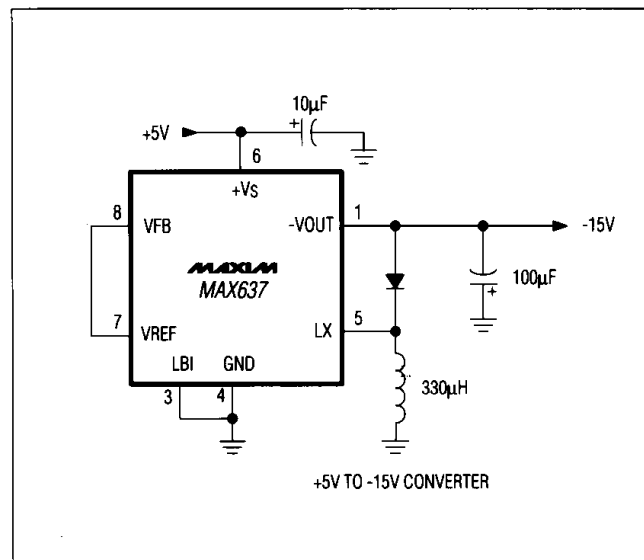 10µF
+5V
6
+VS
8
VFB
-VOUT
1
-15V
MAXIM
MAX637
100µF
7
VREF
LX
5
LBI
GND
3
4
330µH
+5V TO -15V CONVERTER